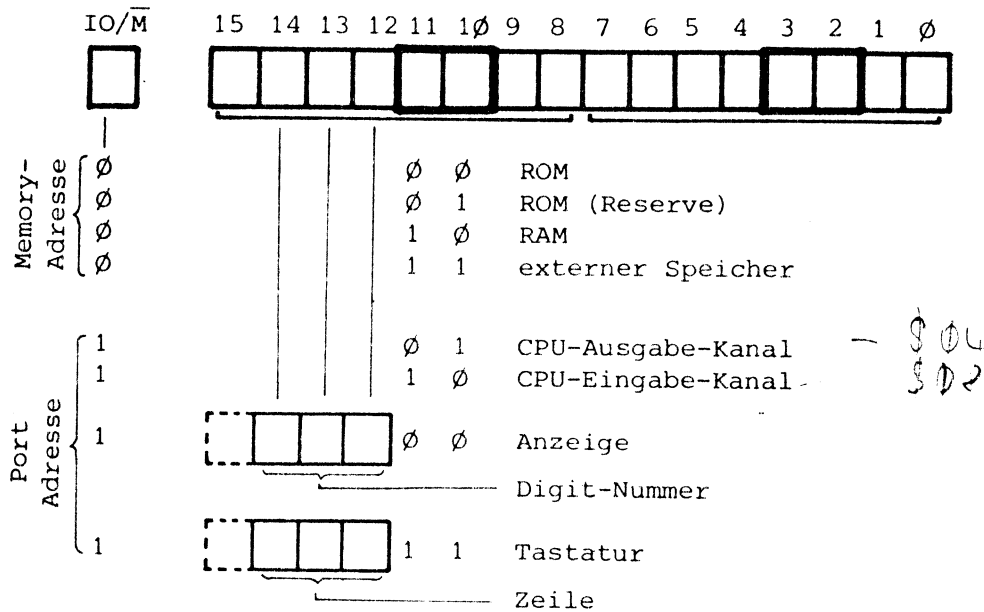 IO/M̅ 15 14 13 12 11 1Ø 9 8 7 6 5 4 3 2 1 Ø
Memory-Adresse
Ø Ø Ø ROM
Ø Ø 1 ROM (Reserve)
Ø 1 Ø RAM
Ø 1 1 externer Speicher
Port Adresse
1 Ø 1 CPU-Ausgabe-Kanal — $ Ø4
1 1 Ø CPU-Eingabe-Kanal -
1 Ø Ø Anzeige
Digit-Nummer
1 1 1 Tastatur
Zeile